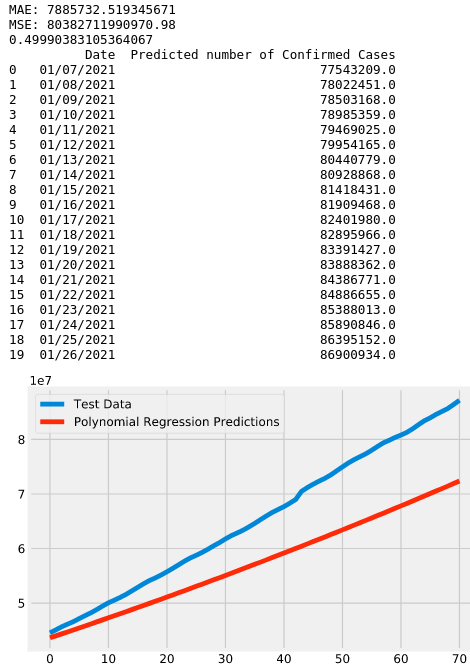 MAE: 7885732.519345671
MSE: 80382711990970.98
0.49990383105364067
Date Predicted number of Confirmed Cases
0 01/07/2021 77543209.0
1 01/08/2021 78022451.0
2 01/09/2021 78503168.0
3 01/10/2021 78985359.0
4 01/11/2021 79469025.0
5 01/12/2021 79954165.0
6 01/13/2021 80440779.0
7 01/14/2021 80928868.0
8 01/15/2021 81418431.0
9 01/16/2021 81909468.0
10 01/17/2021 82401980.0
11 01/18/2021 82895966.0
12 01/19/2021 83391427.0
13 01/20/2021 83888362.0
14 01/21/2021 84386771.0
15 01/22/2021 84886655.0
16 01/23/2021 85388013.0
17 01/24/2021 85890846.0
18 01/25/2021 86395152.0
19 01/26/2021 86900934.0
1e7
Test Data
Polynomial Regression Predictions
8
7
6
5
0 10 20 30 40 50 60 70